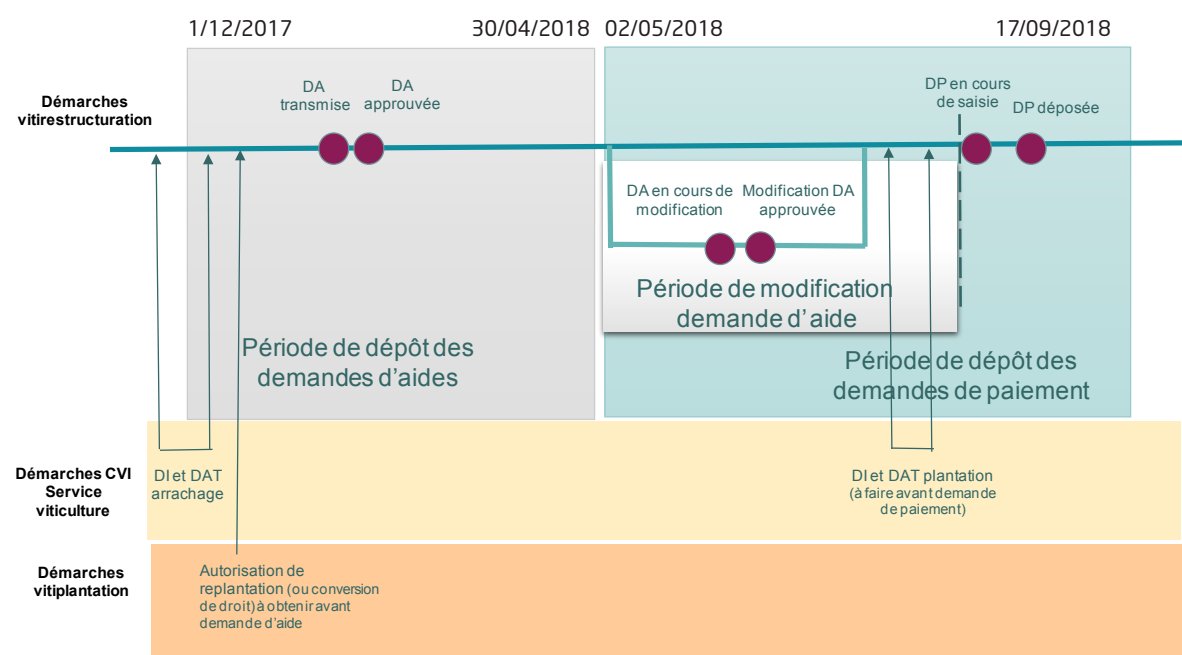 1/12/2017
30/04/2018
02/05/2018
17/09/2018
Démarches
vitirestructuration
DA
transmise
DA
approuvée
DP en cours
de saisie
DP déposée
DA en cours de
modification
Modification DA
approuvée
Période de modification
demande d'aide
Période de dépôt des
demandes d'aides
Période de dépôt des
demandes de paiement
Démarches CVI
Service
viticulture
DI et DAT
arrachage
DI et DAT plantation
(à faire avant demande
de paiement)
Démarches
vitiplantation
Autorisation de
replantation (ou conversion
de droit) à obtenir avant
demande d'aide